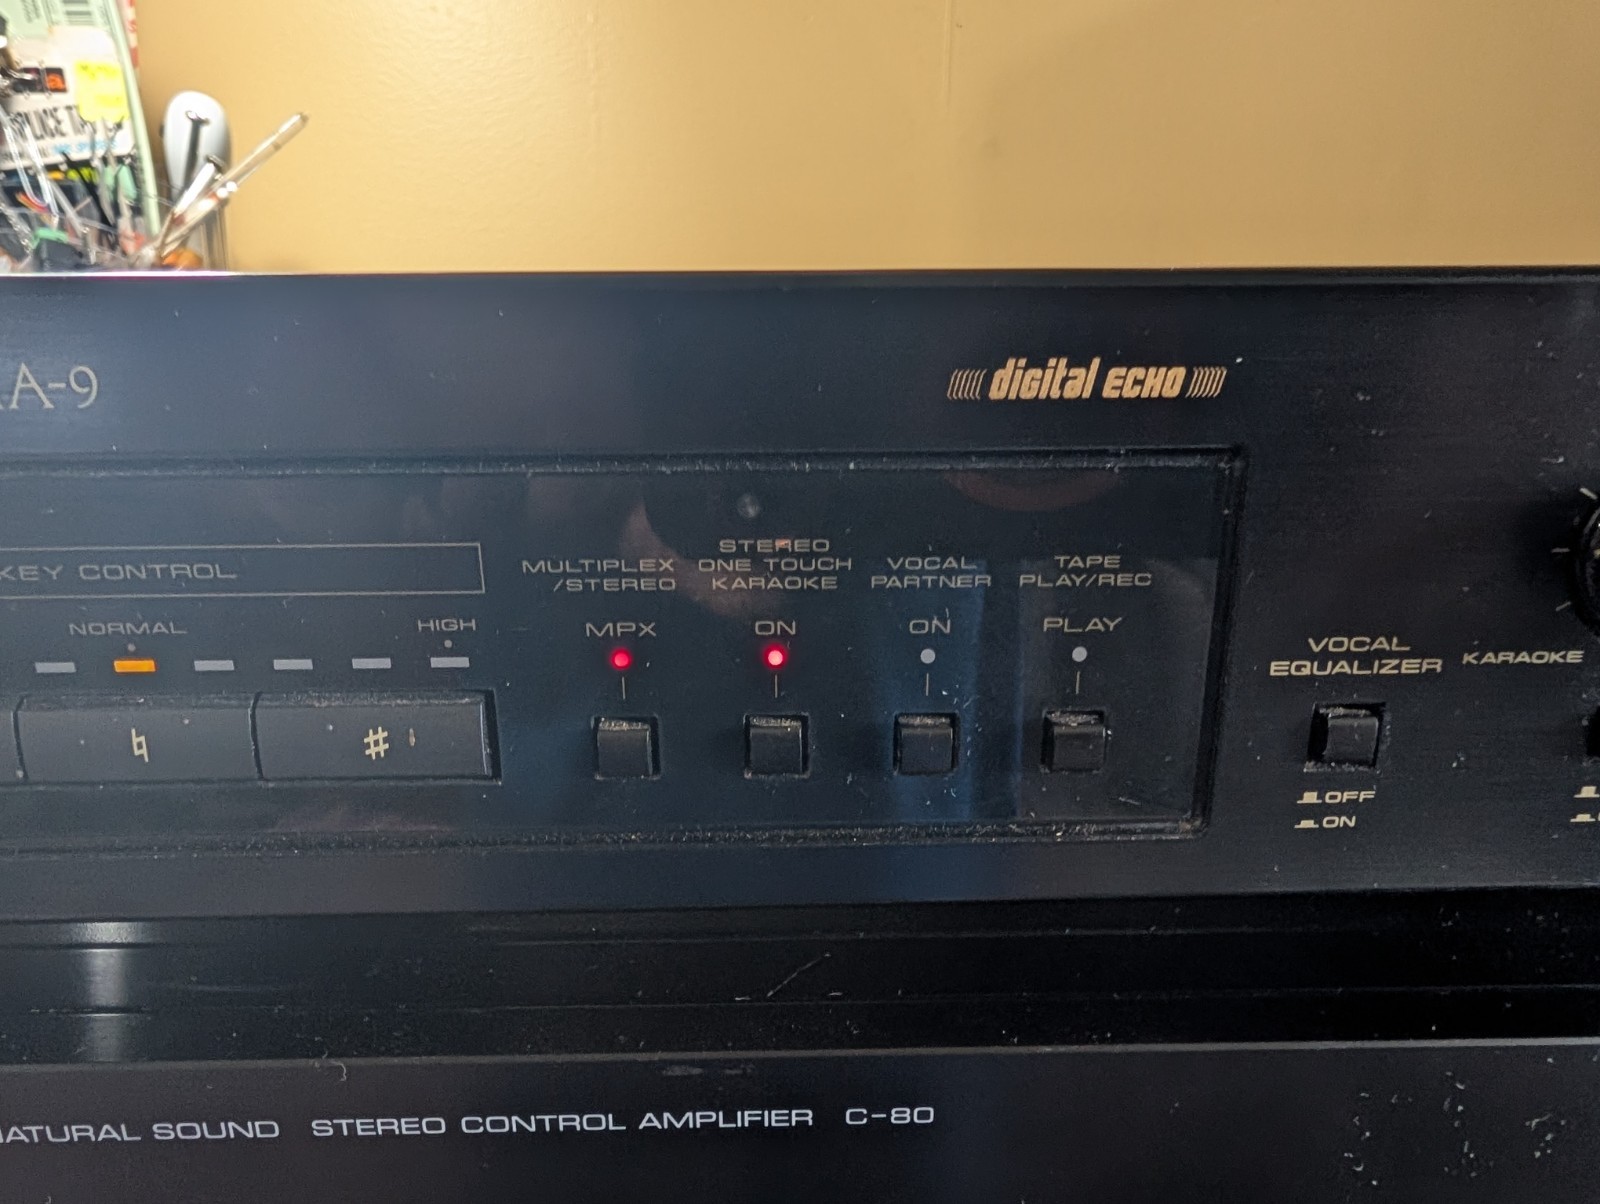 A-9
digital ECHO
KEY CONTROL
NORMAL
HIGH
♮
#
MULTIPLEX
/STEREO
MPX
STEREO
ONE TOUCH
KARAOKE
ON
VOCAL
PARTNER
ON
TAPE
PLAY/REC
PLAY
VOCAL
EQUALIZER
OFF
ON
KARAOKE
NATURAL SOUND STEREO CONTROL AMPLIFIER C-80